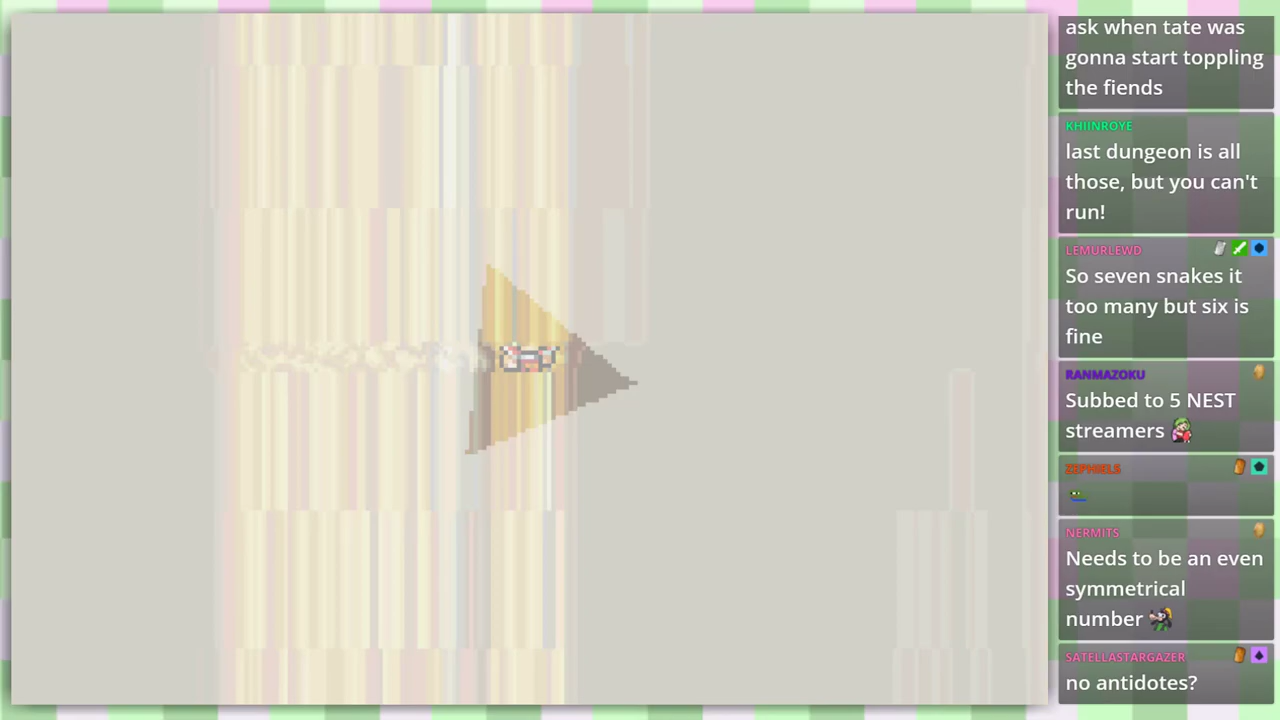 ask when tate was
gonna start toppling
the fiends
KHIINROYE
last dungeon is all
those, but you can't
run!
LEMURLEWD
So seven snakes it
too many but six is
fine
RANMAZOKU
Subbed to 5 NEST
streamers
ZEPHIELS
NERMITS
Needs to be an even
symmetrical
number
SATELLASTARGAZER
no antidotes?